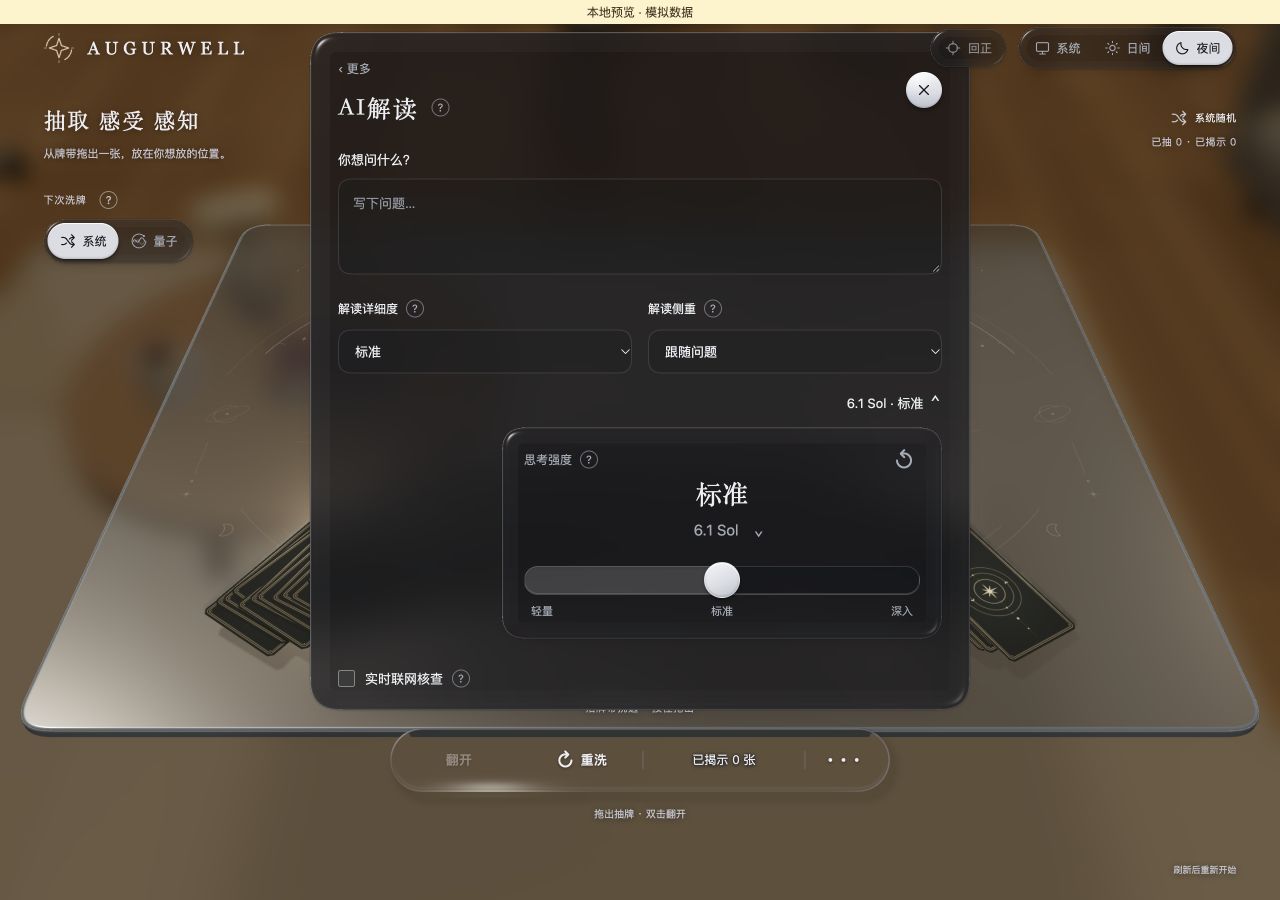 本地预览 · 模拟数据
AUGURWELL
回正
系统
日间
夜间
抽取 感受 感知
从牌带拖出一张，放在你想放的位置。
系统随机
已抽 0 · 已揭示 0
下次洗牌 ?
系统
量子
‹ 更多
AI解读 ?
你想问什么?
写下问题...
解读详细度 ?
解读侧重 ?
标准
跟随问题
6.1 Sol · 标准
思考强度 ?
标准
6.1 Sol
轻量
标准
深入
实时联网核查 ?
翻开
重洗
已揭示 0 张
拖出抽牌 · 双击翻开
刷新后重新开始